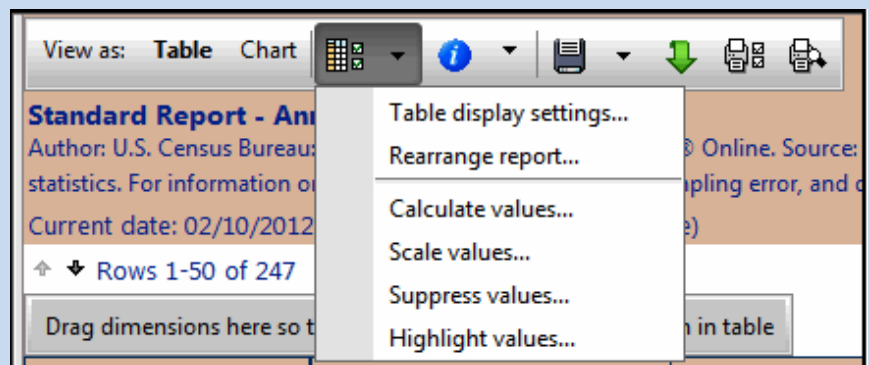 View as: Table Chart
Table display settings...
Rearrange report...
Calculate values...
Scale values...
Suppress values...
Highlight values...
Standard Report -
Author: U.S. Census Bureau: ® Online. Source:
statistics. For information error, and
Current date: 02/10/2012
Rows 1-50 of 247
Drag dimensions here so in table